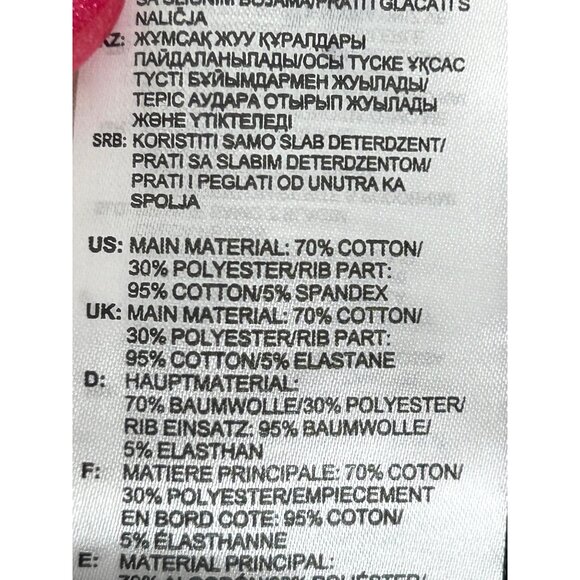 SA SLIČNIM BOJAMA/PRATI I GLAČATI S
NALIČJA
KZ: ЖҰМСАҚ ЖУУ ҚҰРАЛДАРЫ
ПАЙДАЛАНЫЛАДЫ/ОСЫ ТҮСКЕ ҰҚСАС
ТҮСТІ БҰЙЫМДАРМЕН ЖУЫЛАДЫ/
ТЕРІС АУДАРА ОТЫРЫП ЖУЫЛАДЫ
ЖӘНЕ ҮТІКТЕЛЕДІ
SRB: KORISTITI SAMO SLAB DETERDZENT/
PRATI SA SLABIM DETERDZENTOM/
PRATI I PEGLATI OD UNUTRA KA
SPOLJA
US: MAIN MATERIAL: 70% COTTON/
30% POLYESTER/RIB PART:
95% COTTON/5% SPANDEX
UK: MAIN MATERIAL: 70% COTTON/
30% POLYESTER/RIB PART:
95% COTTON/5% ELASTANE
D: HAUPTMATERIAL:
70% BAUMWOLLE/30% POLYESTER/
RIB EINSATZ: 95% BAUMWOLLE/
5% ELASTHAN
F: MATIERE PRINCIPALE: 70% COTON/
30% POLYESTER/EMPIECEMENT
EN BORD COTE: 95% COTON/
5% ÉLASTHANNE
E: MATERIAL PRINCIPAL: